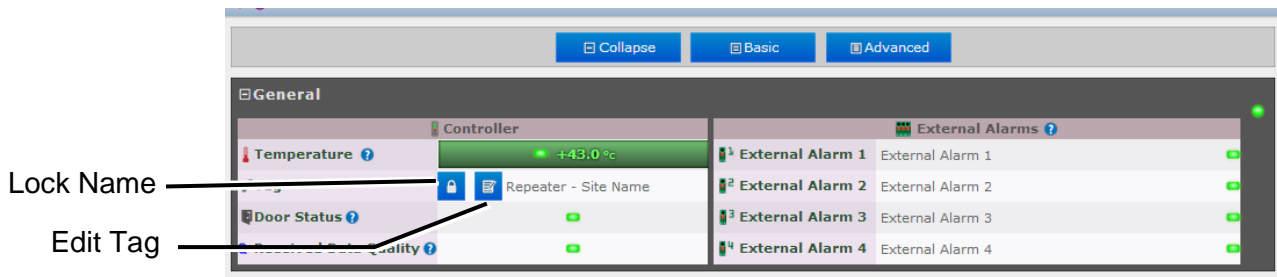 Collapse Basic Advanced
General
Controller External Alarms
Temperature +43.0 °c External Alarm 1 External Alarm 1
Lock Name
Repeater - Site Name External Alarm 2 External Alarm 2
Door Status External Alarm 3 External Alarm 3
Edit Tag
Quality External Alarm 4 External Alarm 4